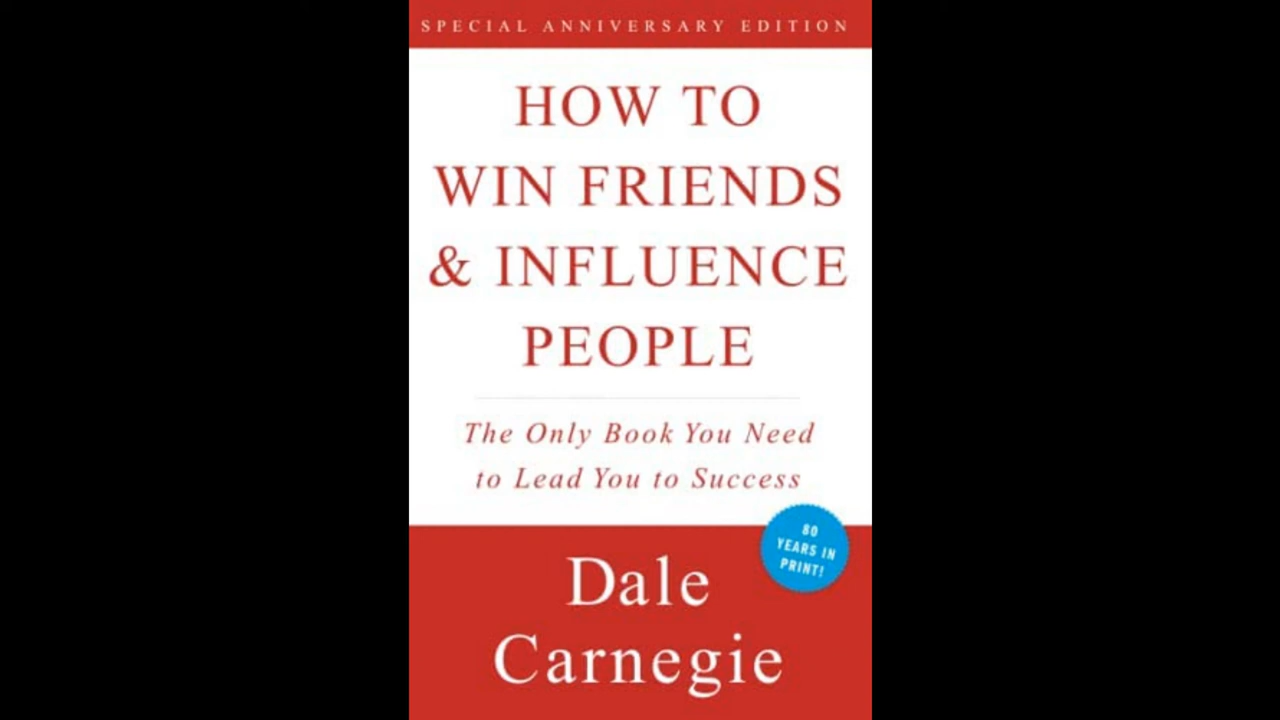 SPECIAL ANNIVERSARY EDITION
HOW TO
WIN FRIENDS
& INFLUENCE
PEOPLE
The Only Book You Need
to Lead You to Success
80
YEARS IN
PRINT!
Dale
Carnegie